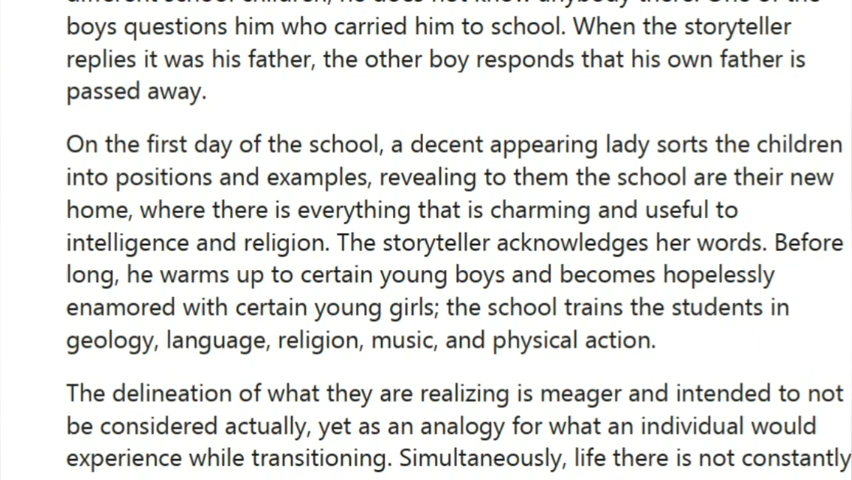 boys questions him who carried him to school. When the storyteller
replies it was his father, the other boy responds that his own father is
passed away.
On the first day of the school, a decent appearing lady sorts the children
into positions and examples, revealing to them the school are their new
home, where there is everything that is charming and useful to
intelligence and religion. The storyteller acknowledges her words. Before
long, he warms up to certain young boys and becomes hopelessly
enamored with certain young girls; the school trains the students in
geology, language, religion, music, and physical action.
The delineation of what they are realizing is meager and intended to not
be considered actually, yet as an analogy for what an individual would
experience while transitioning. Simultaneously, life there is not constantly